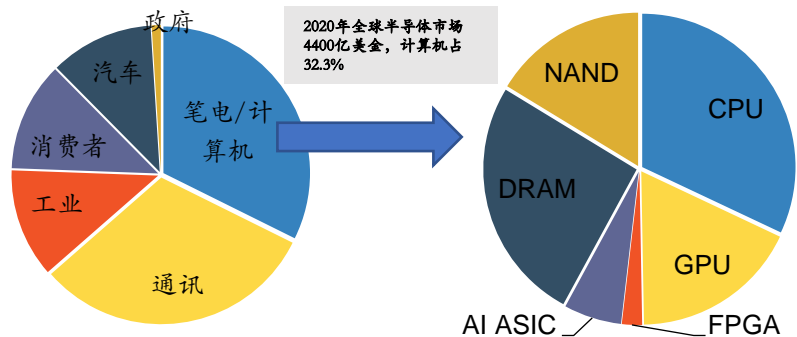 政府
2020年全球半导体市场
4400亿美金，计算机占
32.3%
汽车
笔电/计
算机
消费者
工业
通讯
NAND
CPU
DRAM
GPU
AI ASIC
FPGA